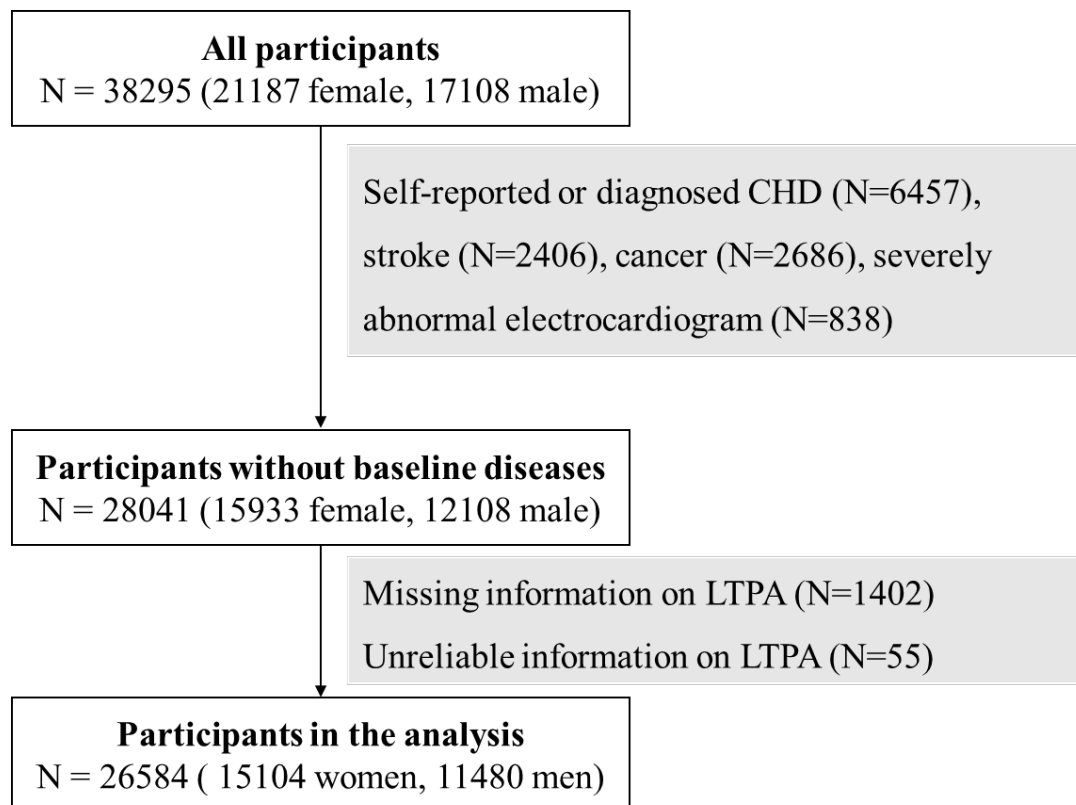 All participants
N = 38295 (21187 female, 17108 male)
Self-reported or diagnosed CHD (N=6457),
stroke (N=2406), cancer (N=2686), severely
abnormal electrocardiogram (N=838)
Participants without baseline diseases
N = 28041 (15933 female, 12108 male)
Missing information on LTPA (N=1402)
Unreliable information on LTPA (N=55)
Participants in the analysis
N = 26584 ( 15104 women, 11480 men)